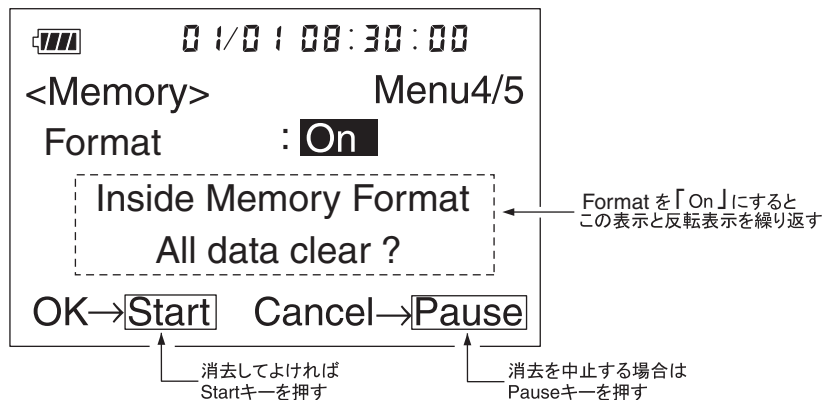 01/01 08:30:00
<Memory> Menu4/5
Format : On
Inside Memory Format
All data clear ?
Formatを「On」にすると
この表示と反転表示を繰り返す
OK→Start Cancel→Pause
消去してよければ
Startキーを押す
消去を中止する場合は
Pauseキーを押す